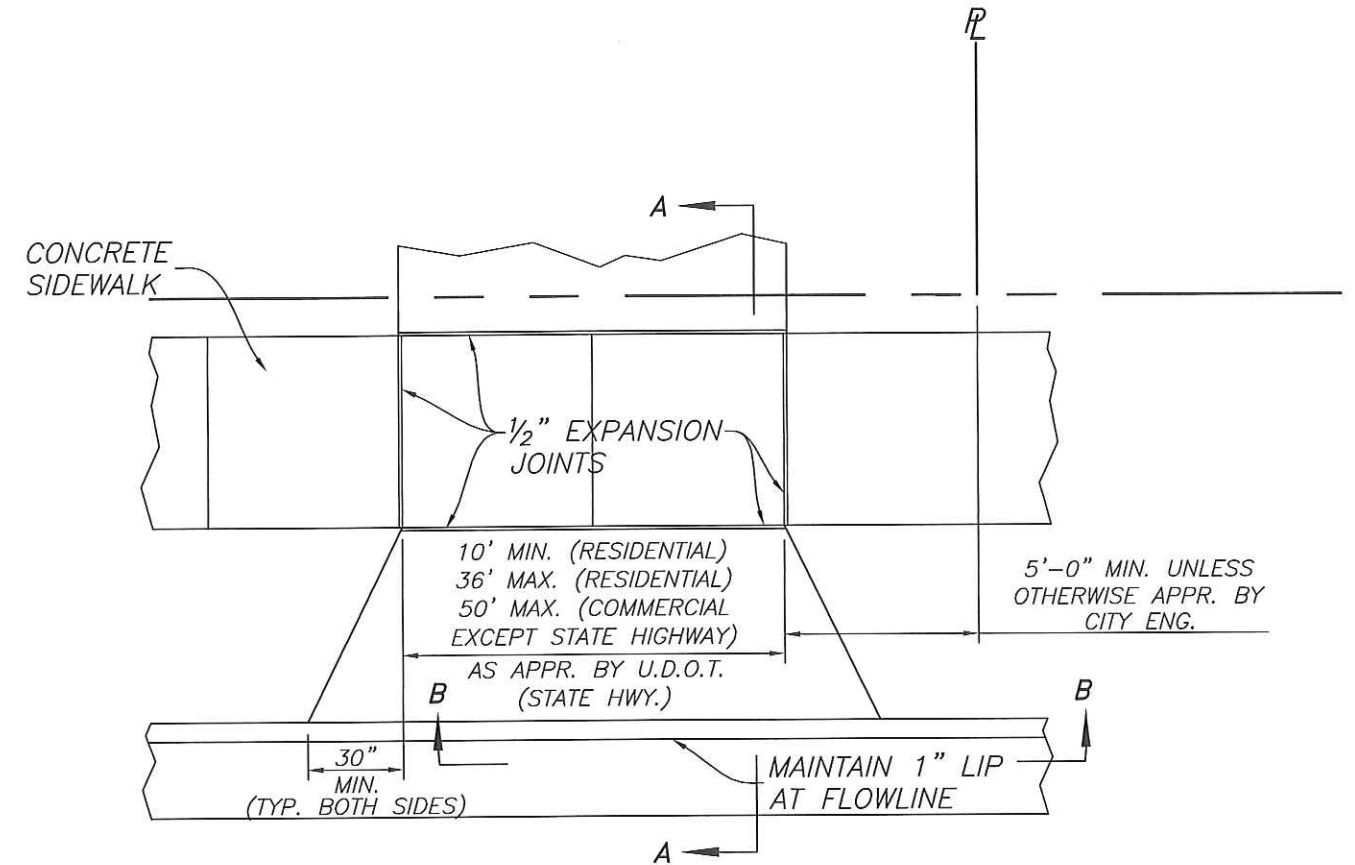 PL
A
CONCRETE
SIDEWALK
½" EXPANSION
JOINTS
10' MIN. (RESIDENTIAL)
36' MAX. (RESIDENTIAL)
50' MAX. (COMMERCIAL
EXCEPT STATE HIGHWAY)
AS APPR. BY U.D.O.T.
(STATE HWY.)
5'-0" MIN. UNLESS
OTHERWISE APPR. BY
CITY ENG.
B
B
30"
MIN.
(TYP. BOTH SIDES)
MAINTAIN 1" LIP
AT FLOWLINE
A